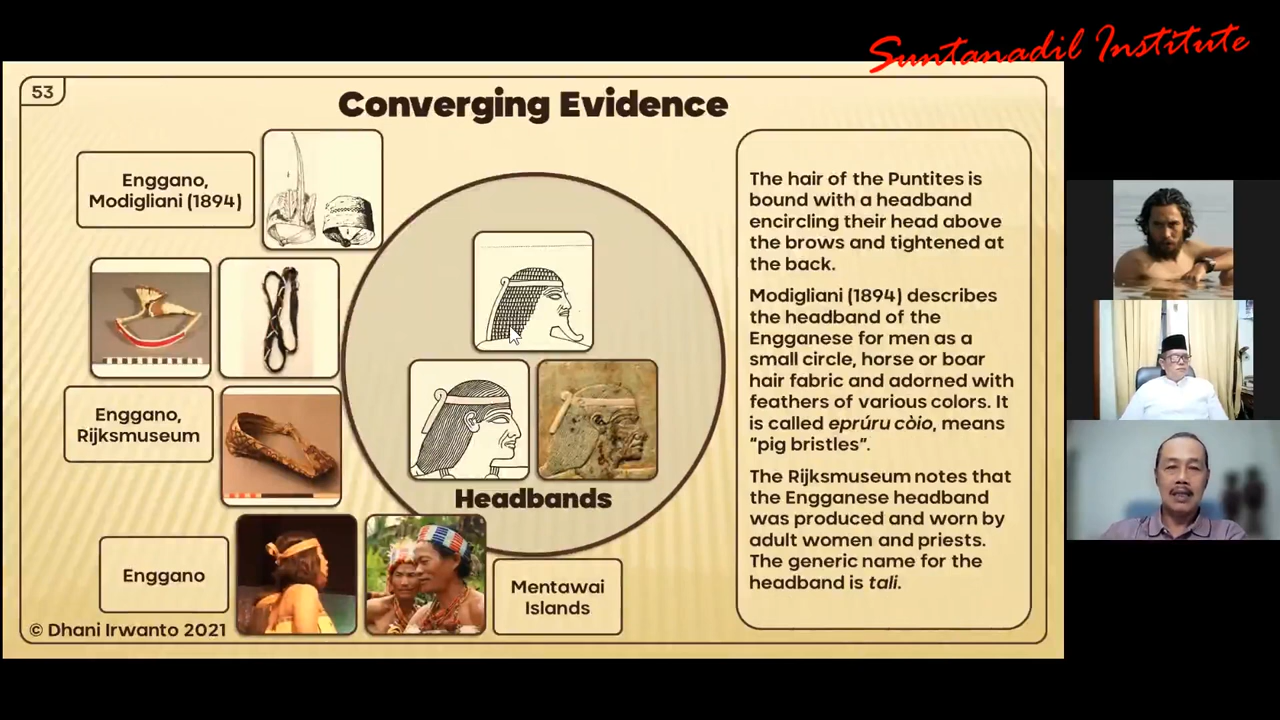 Suntanadil Institute
53
Converging Evidence
Enggano,
Modigliani (1894)
Enggano,
Rijksmuseum
Enggano
Headbands
Mentawai
Islands
The hair of the Puntites is
bound with a headband
encircling their head above
the brows and tightened at
the back.
Modigliani (1894) describes
the headband of the
Engganese for men as a
small circle, horse or boar
hair fabric and adorned with
feathers of various colors. It
is called eprúru còio, means
“pig bristles”.
The Rijksmuseum notes that
the Engganese headband
was produced and worn by
adult women and priests.
The generic name for the
headband is tali.
© Dhani Irwanto 2021